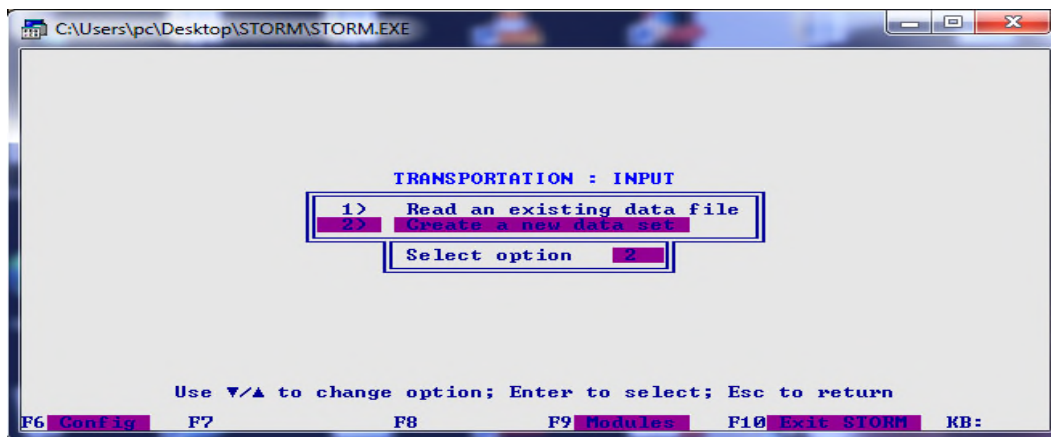 C:\Users\pc\Desktop\STORM\STORM.EXE
TRANSPORTATION : INPUT
1) Read an existing data file
2) Create a new data set
Select option 2
Use ▼/▲ to change option; Enter to select; Esc to return
F6 Config F7 F8 F9 Modules F10 Exit STORM KB: